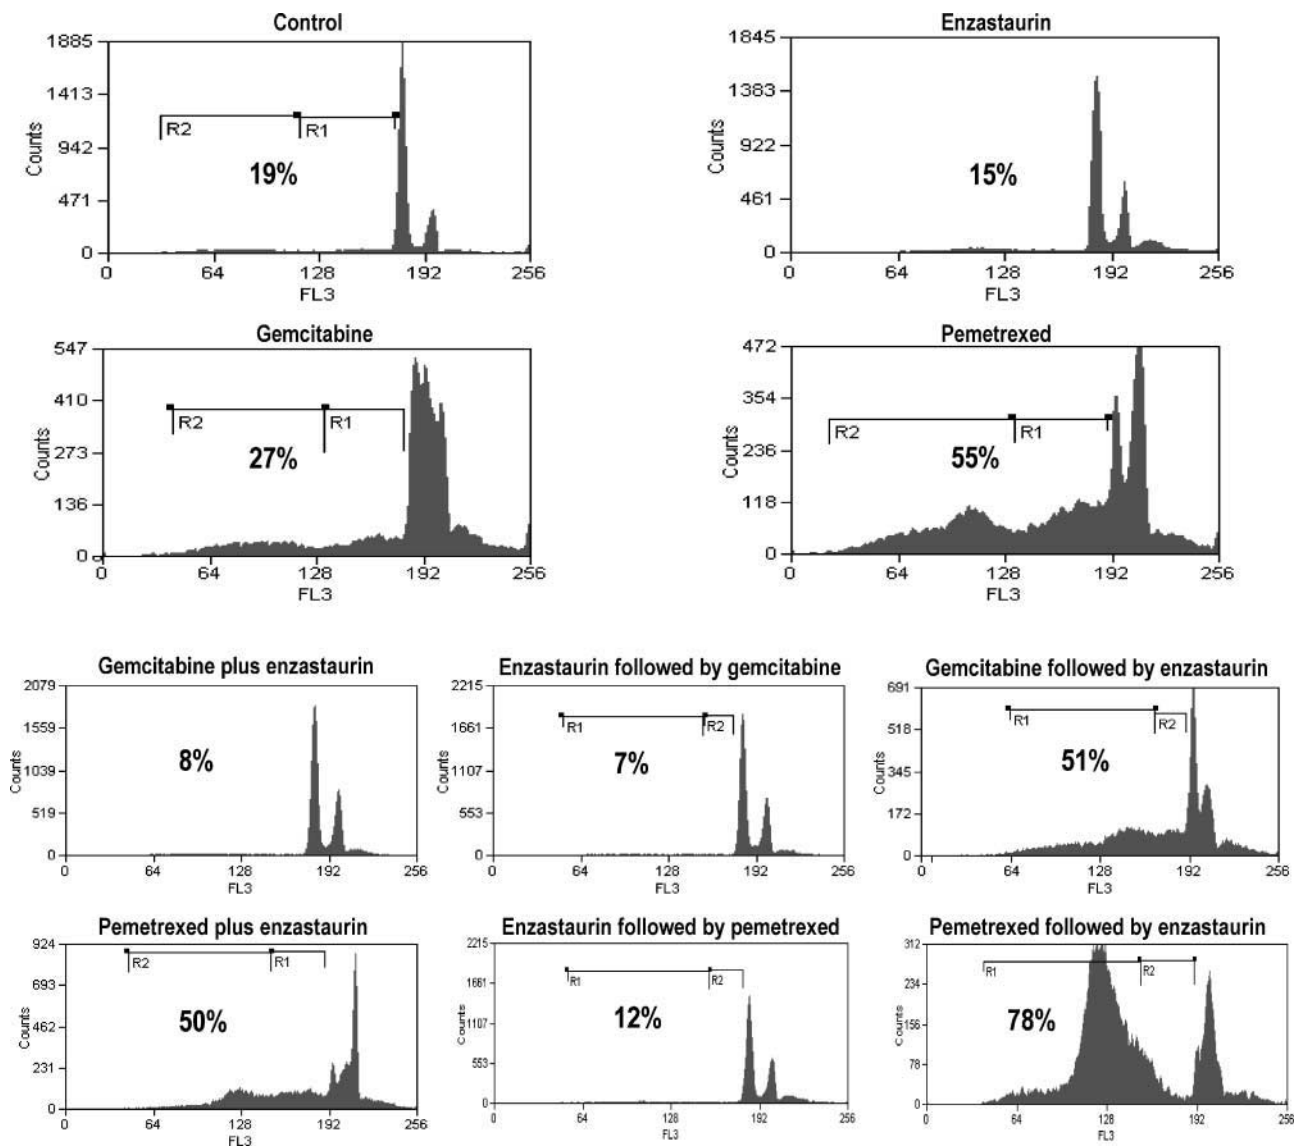 Control
1885
1413
942
471
0
Counts
R2
R1
19%
0 64 128 192 256
FL3
Enzastaurin
1845
1383
922
461
0
Counts
15%
0 64 128 192 256
FL3
Gemcitabine
547
410
273
136
0
Counts
R2
R1
27%
0 64 128 192 256
FL3
Pemetrexed
472
354
236
118
0
Counts
R2
R1
55%
0 64 128 192 256
FL3
Gemcitabine plus enzastaurin
2079
1559
1039
519
0
Counts
8%
0 64 128 192 256
FL3
Enzastaurin followed by gemcitabine
2215
1661
1107
553
0
Counts
R1
R2
7%
0 64 128 192 256
FL3
Gemcitabine followed by enzastaurin
691
518
345
172
0
Counts
R1
R2
51%
0 64 128 192 256
FL3
Pemetrexed plus enzastaurin
924
693
462
231
0
Counts
R2
R1
50%
0 64 128 192 256
FL3
Enzastaurin followed by pemetrexed
2215
1661
1107
553
0
Counts
R1
R2
12%
0 64 128 192 256
FL3
Pemetrexed followed by enzastaurin
312
234
156
78
0
Counts
R1
R2
78%
0 64 128 192 256
FL3